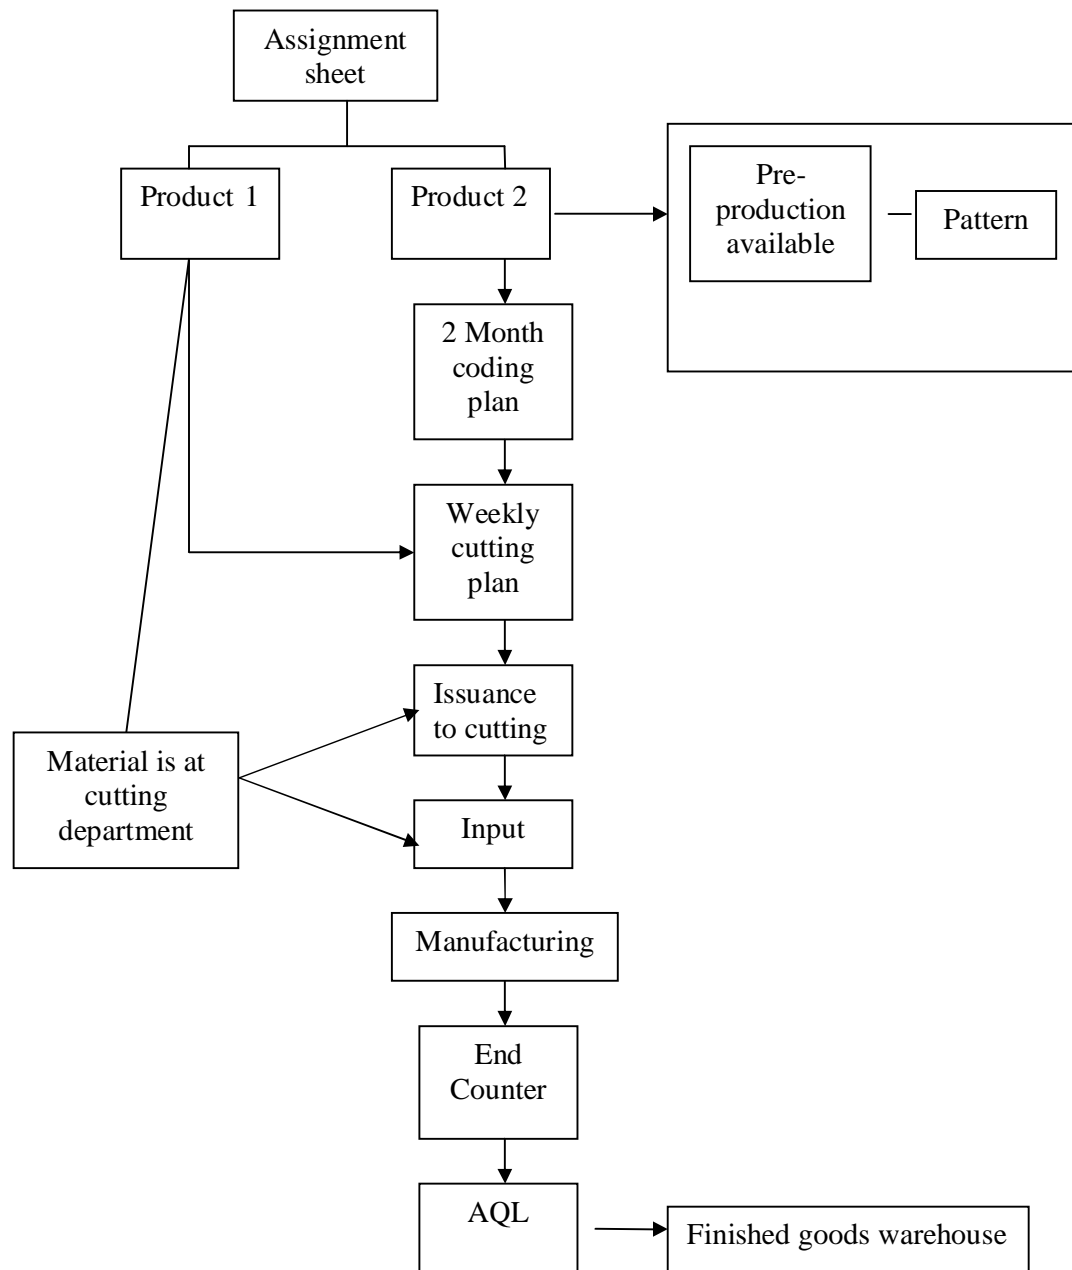 Assignment
sheet
Product 1
Product 2
Pre-
production
available
Pattern
2 Month
coding
plan
Weekly
cutting
plan
Issuance
to cutting
Material is at
cutting
department
Input
Manufacturing
End
Counter
AQL
Finished goods warehouse